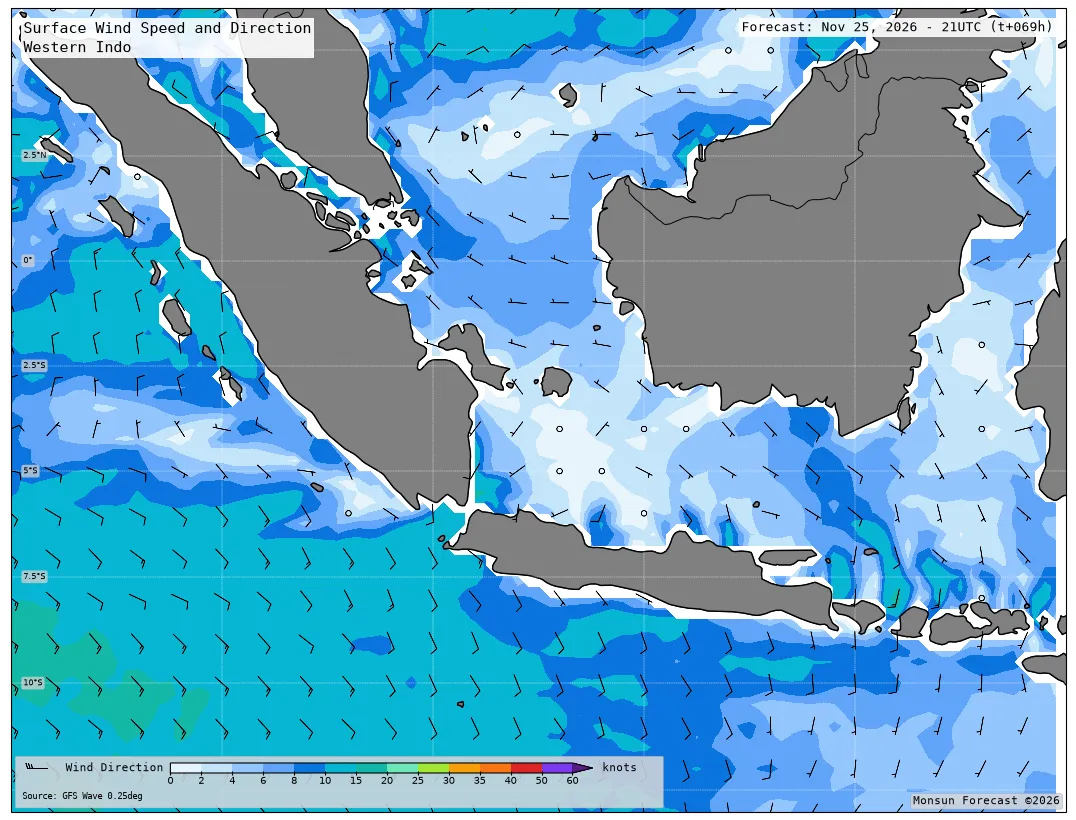 Surface Wind Speed and Direction
Western Indo
Forecast: Nov 25, 2026 - 21UTC (t+069h)
2.5°N
0°
2.5°S
5°S
7.5°S
10°S
Wind Direction
0 2 4 6 8 10 15 20 25 30 35 40 50 60
knots
Source: GFS Wave 0.25deg
Monsun Forecast ©2026